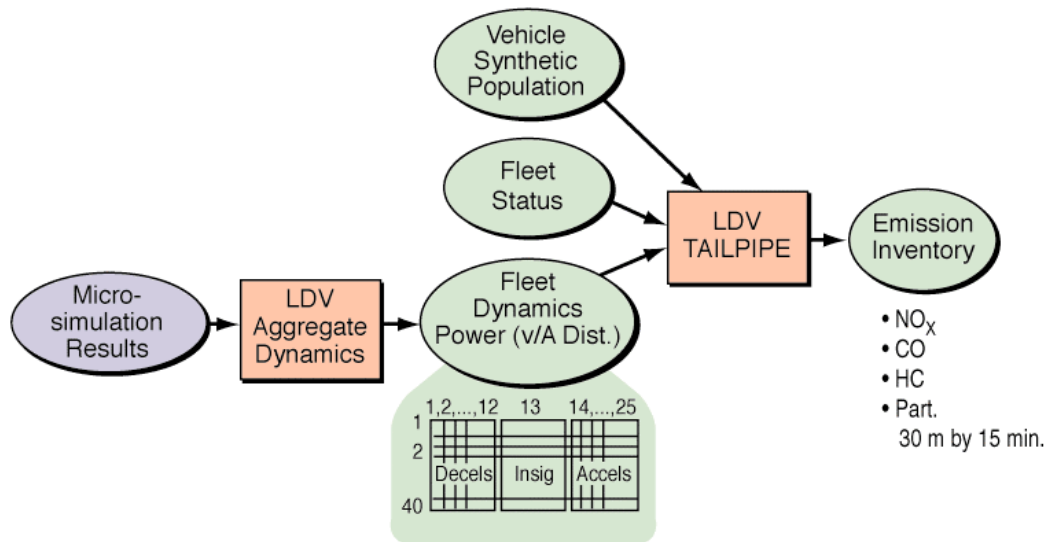 Vehicle
Synthetic
Population
Fleet
Status
LDV
TAILPIPE
Emission
Inventory
Micro-
simulation
Results
LDV
Aggregate
Dynamics
Fleet
Dynamics
Power (v/A Dist.)
• NOX
• CO
• HC
• Part.
30 m by 15 min.
1,2,...,12 13 14,...,25
1
2
Decels Insig Accels
40